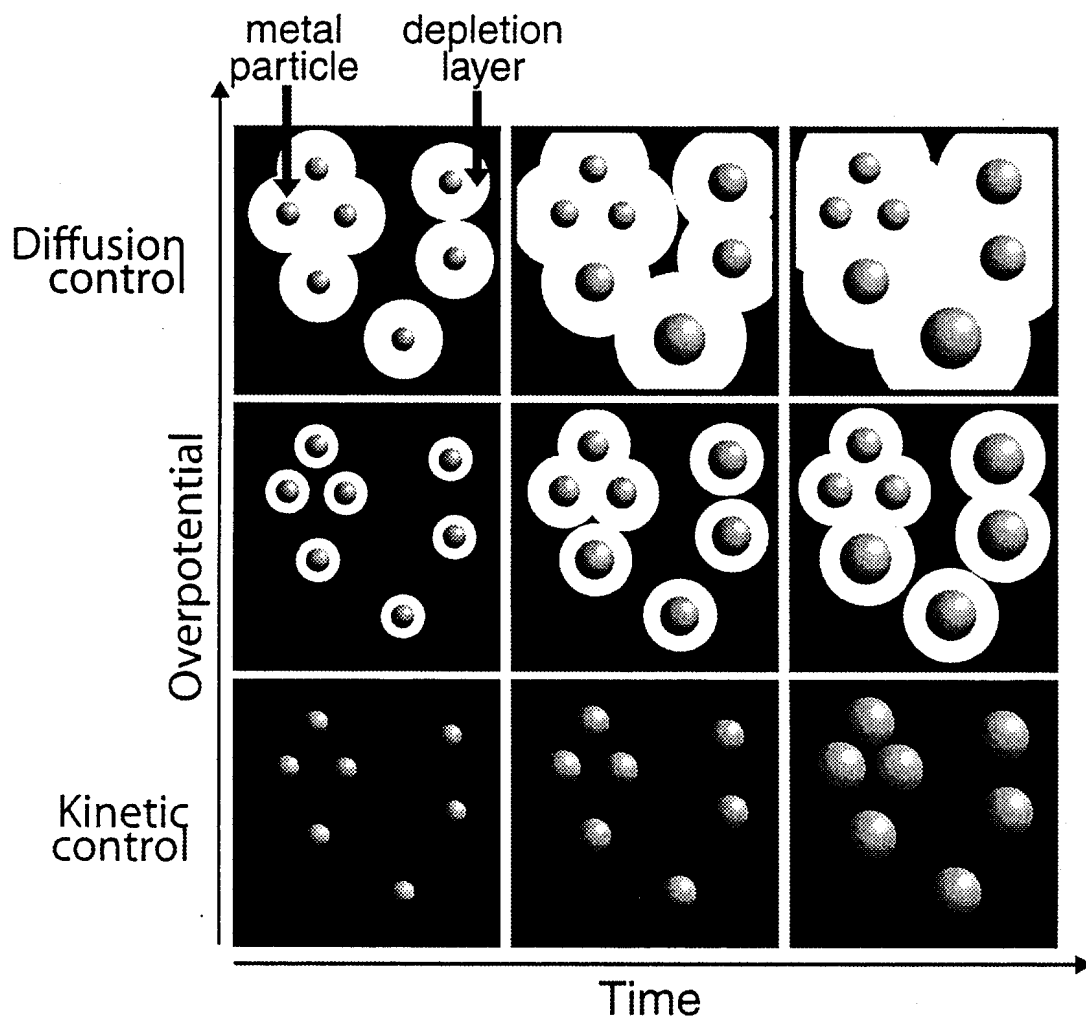 metal
particle
depletion
layer
Diffusion
control
Overpotential
Kinetic
control
Time